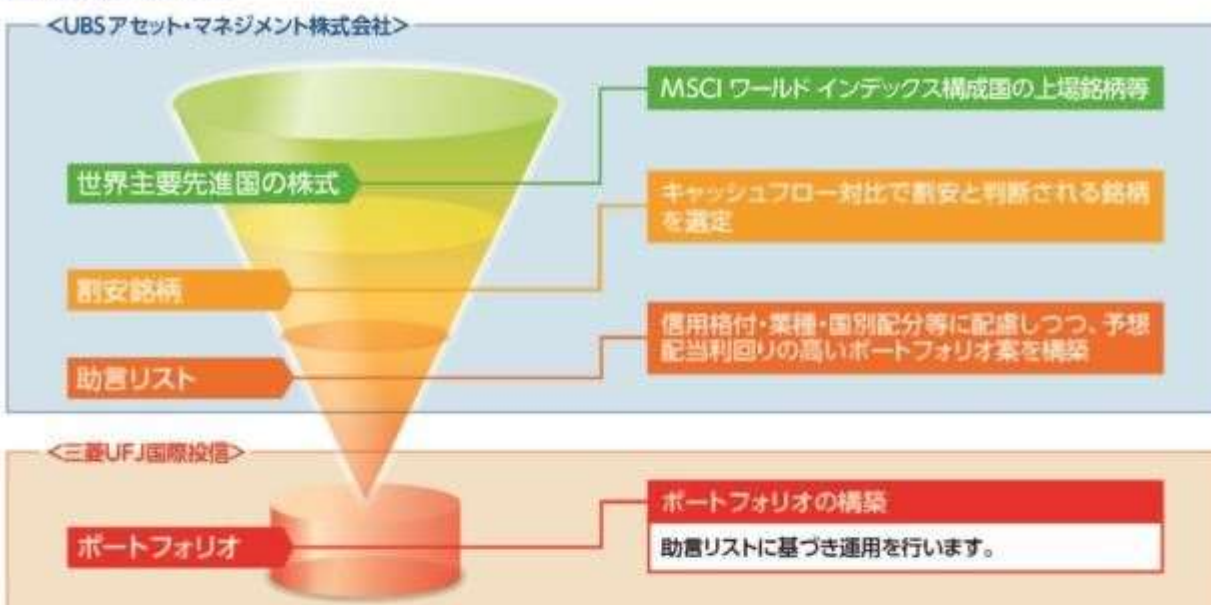 <UBSアセット・マネジメント株式会社>
MSCI ワールド インデックス構成国の上場銘柄等
世界主要先進国の株式
キャッシュフロー対比で割安と判断される銘柄
を選定
割安銘柄
信用格付・業種・国別配分等に配慮しつつ、予想
配当利回りの高いポートフォリオ案を構築
助言リスト
<三菱UFJ国際投信>
ポートフォリオの構築
ポートフォリオ
助言リストに基づき運用を行います。